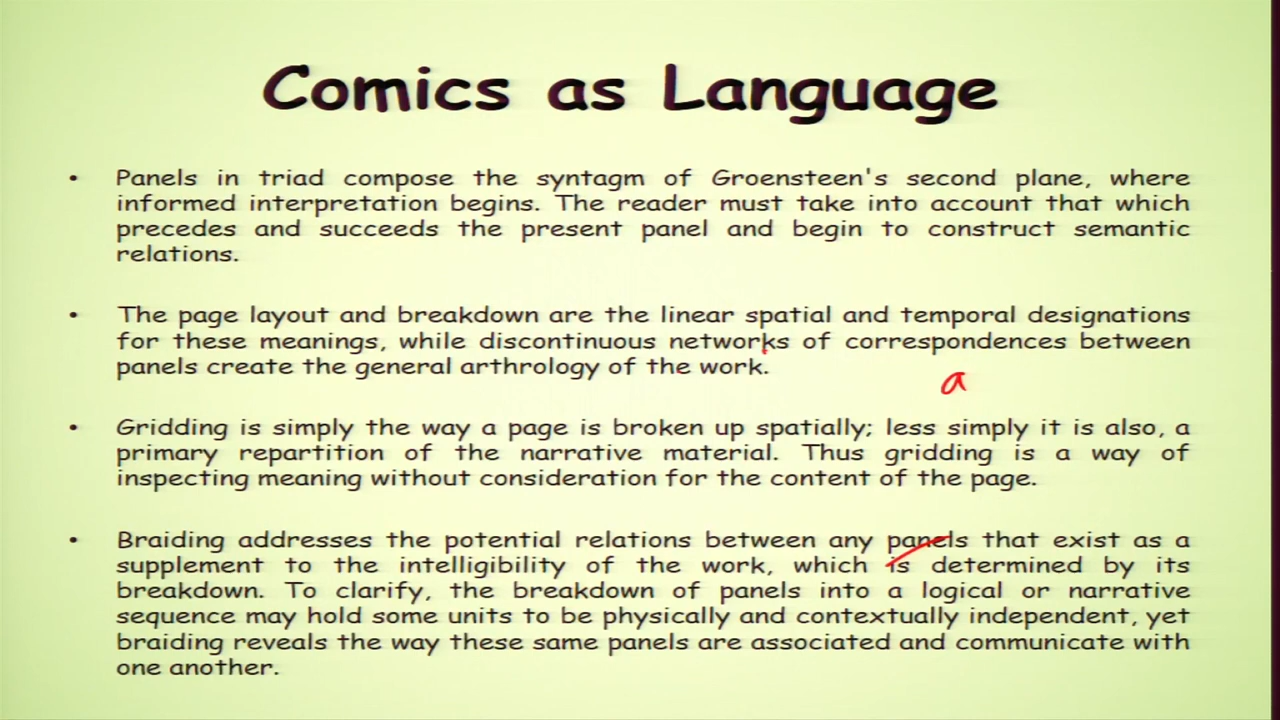 Comics as Language
• Panels in triad compose the syntagm of Groensteen's second plane, where
informed interpretation begins. The reader must take into account that which
precedes and succeeds the present panel and begin to construct semantic
relations.
• The page layout and breakdown are the linear spatial and temporal designations
for these meanings, while discontinuous networks of correspondences between
panels create the general arthrology of the work.
a
• Gridding is simply the way a page is broken up spatially; less simply it is also, a
primary repartition of the narrative material. Thus gridding is a way of
inspecting meaning without consideration for the content of the page.
• Braiding addresses the potential relations between any panels that exist as a
supplement to the intelligibility of the work, which is determined by its
breakdown. To clarify, the breakdown of panels into a logical or narrative
sequence may hold some units to be physically and contextually independent, yet
braiding reveals the way these same panels are associated and communicate with
one another.